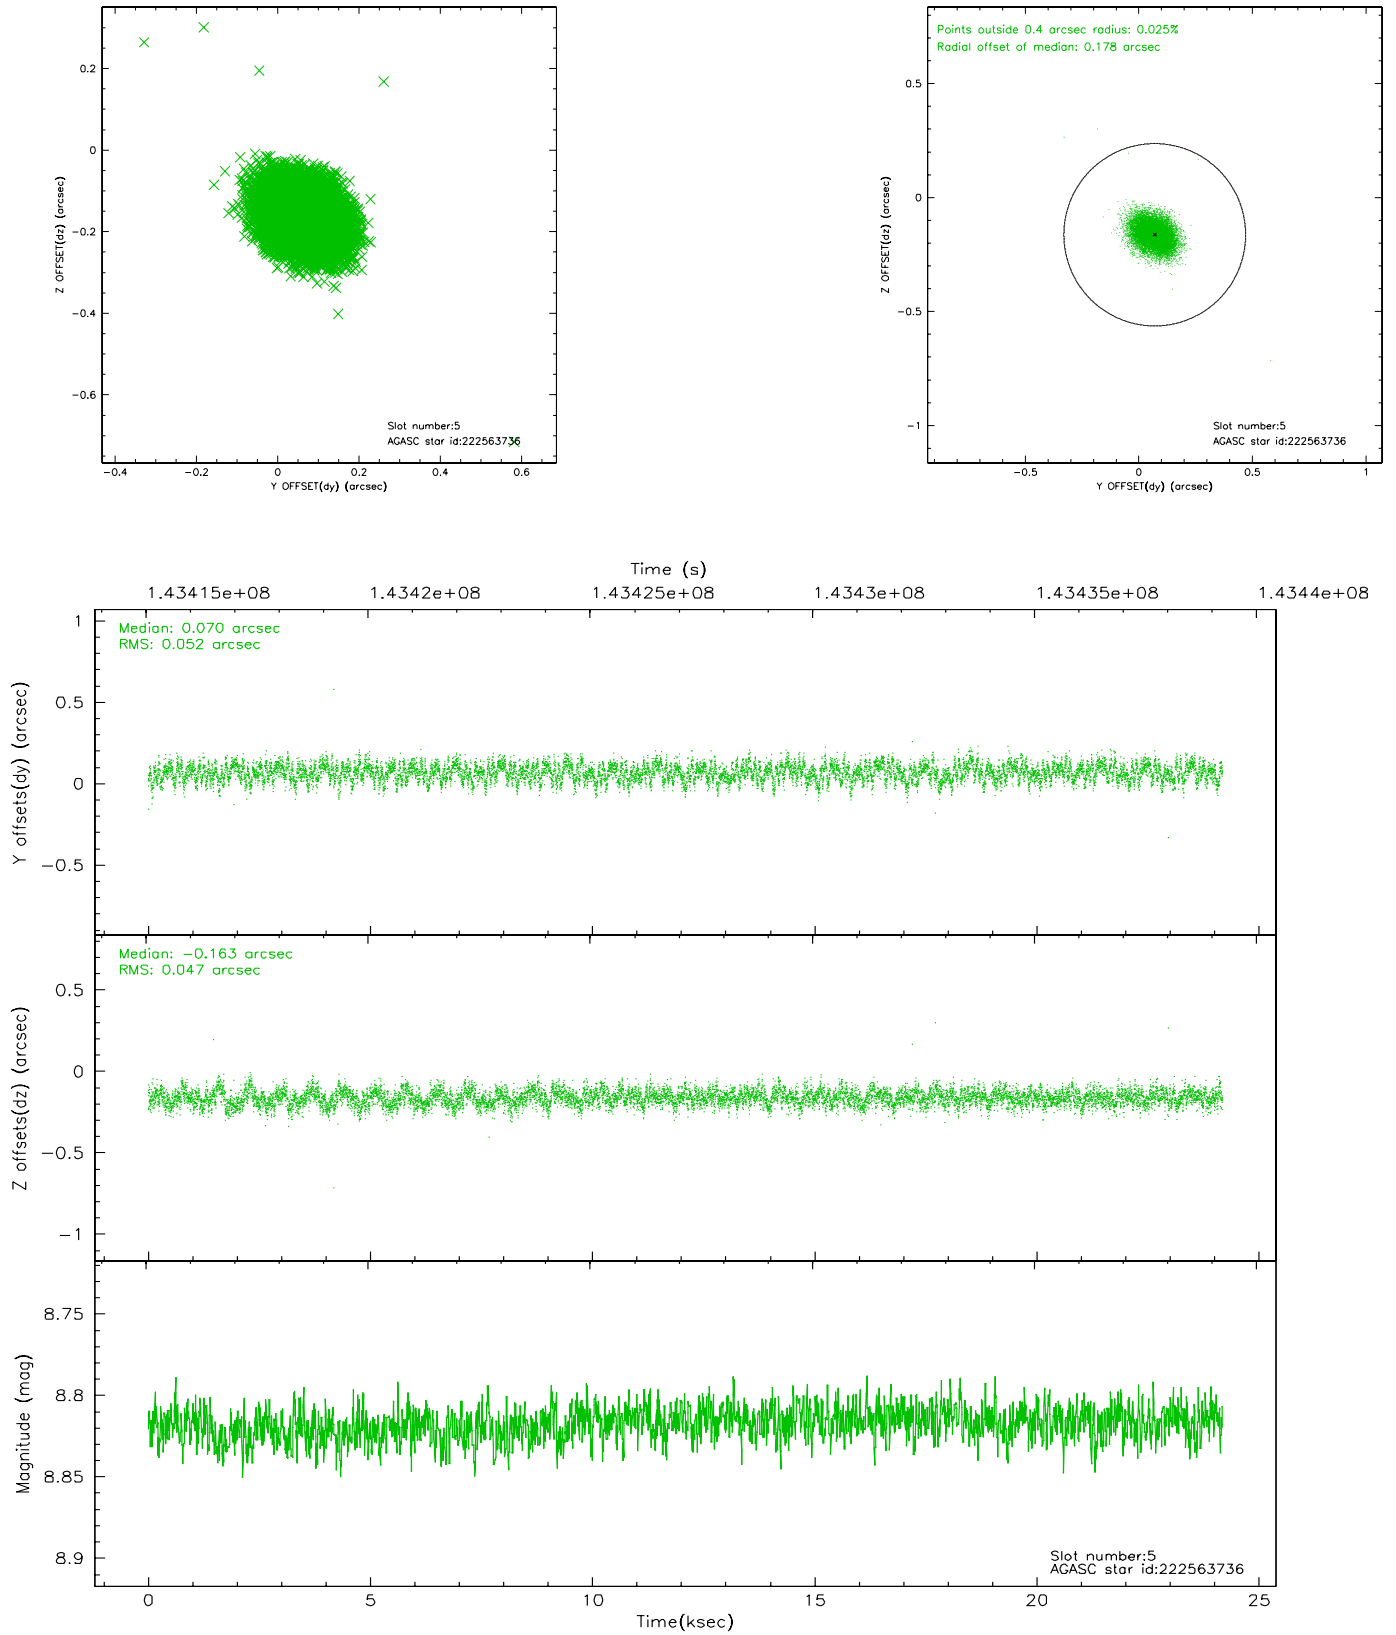 0.2
0
−0.2
−0.4
−0.6
Z OFFSET(dz) (arcsec)
Slot number:5
AGASC star id:222563736
−0.4 −0.2 0 0.2 0.4 0.6
Y OFFSET(dy) (arcsec)
Points outside 0.4 arcsec radius: 0.025%
Radial offset of median: 0.178 arcsec
0.5
0
−0.5
−1
Z OFFSET(dz) (arcsec)
Slot number:5
AGASC star id:222563736
−0.5 0 0.5 1
Y OFFSET(dy) (arcsec)
Time (s)
1.43415e+08 1.4342e+08 1.43425e+08 1.4343e+08 1.43435e+08 1.4344e+08
Median: 0.070 arcsec
RMS: 0.052 arcsec
1
0.5
0
−0.5
Y offsets(dy) (arcsec)
Median: −0.163 arcsec
RMS: 0.047 arcsec
0.5
0
−0.5
−1
Z offsets(dz) (arcsec)
8.75
8.8
8.85
8.9
Magnitude (mag)
Slot number:5
AGASC star id:222563736
0 5 10 15 20 25
Time(ksec)